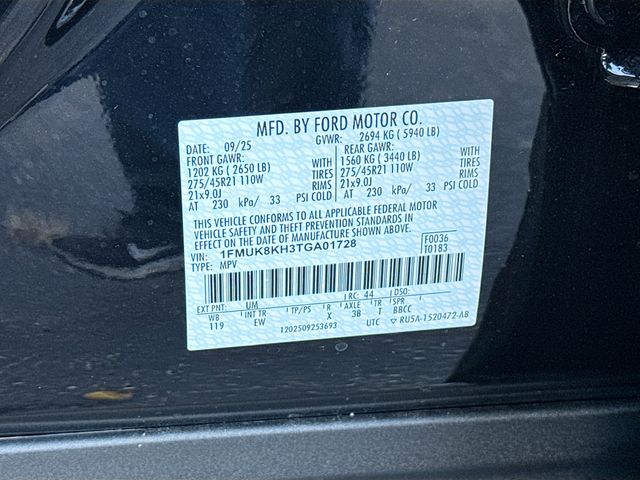 MFD. BY FORD MOTOR CO.
DATE: 09/25 GVWR: 2694 KG ( 5940 LB)
FRONT GAWR: REAR GAWR:
1202 KG ( 2650 LB) WITH 1560 KG ( 3440 LB) WITH
275/45R21 110W TIRES 275/45R21 110W TIRES
21x9.0J RIMS 21x9.0J RIMS
AT 230 kPa/ 33 PSI COLD AT 230 kPa/ 33 PSI COLD
THIS VEHICLE CONFORMS TO ALL APPLICABLE FEDERAL MOTOR
VEHICLE SAFETY AND THEFT PREVENTION STANDARDS IN
EFFECT ON THE DATE OF MANUFACTURE SHOWN ABOVE.
VIN: 1FMUK8KH3TGA01728 F0036
TYPE: MPV T0183
EXT PNT: UM RC: 44 DSO:
WB INT TR TP/PS R AXLE TR SPR
119 EW X 38 T BBCC
1202509253693 UTC ▽ RU5A-1520472-AB